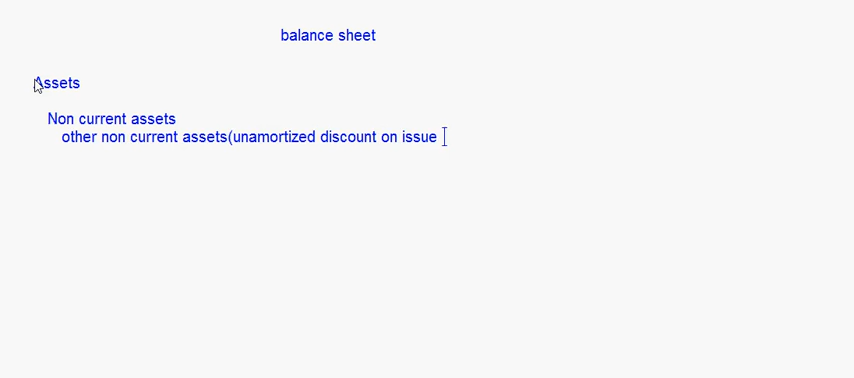 balance sheet
Assets
Non current assets
other non current assets(unamortized discount on issue